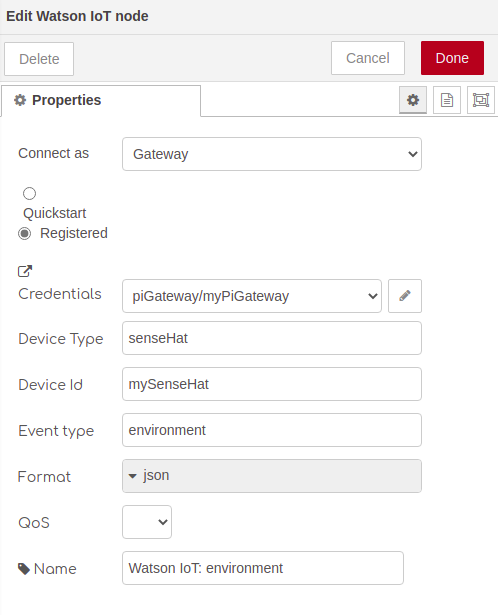 Edit Watson IoT node
Delete Cancel Done
Properties
Connect as Gateway
Quickstart
Registered
Credentials piGateway/myPiGateway
Device Type senseHat
Device Id mySenseHat
Event type environment
Format json
QoS
Name Watson IoT: environment